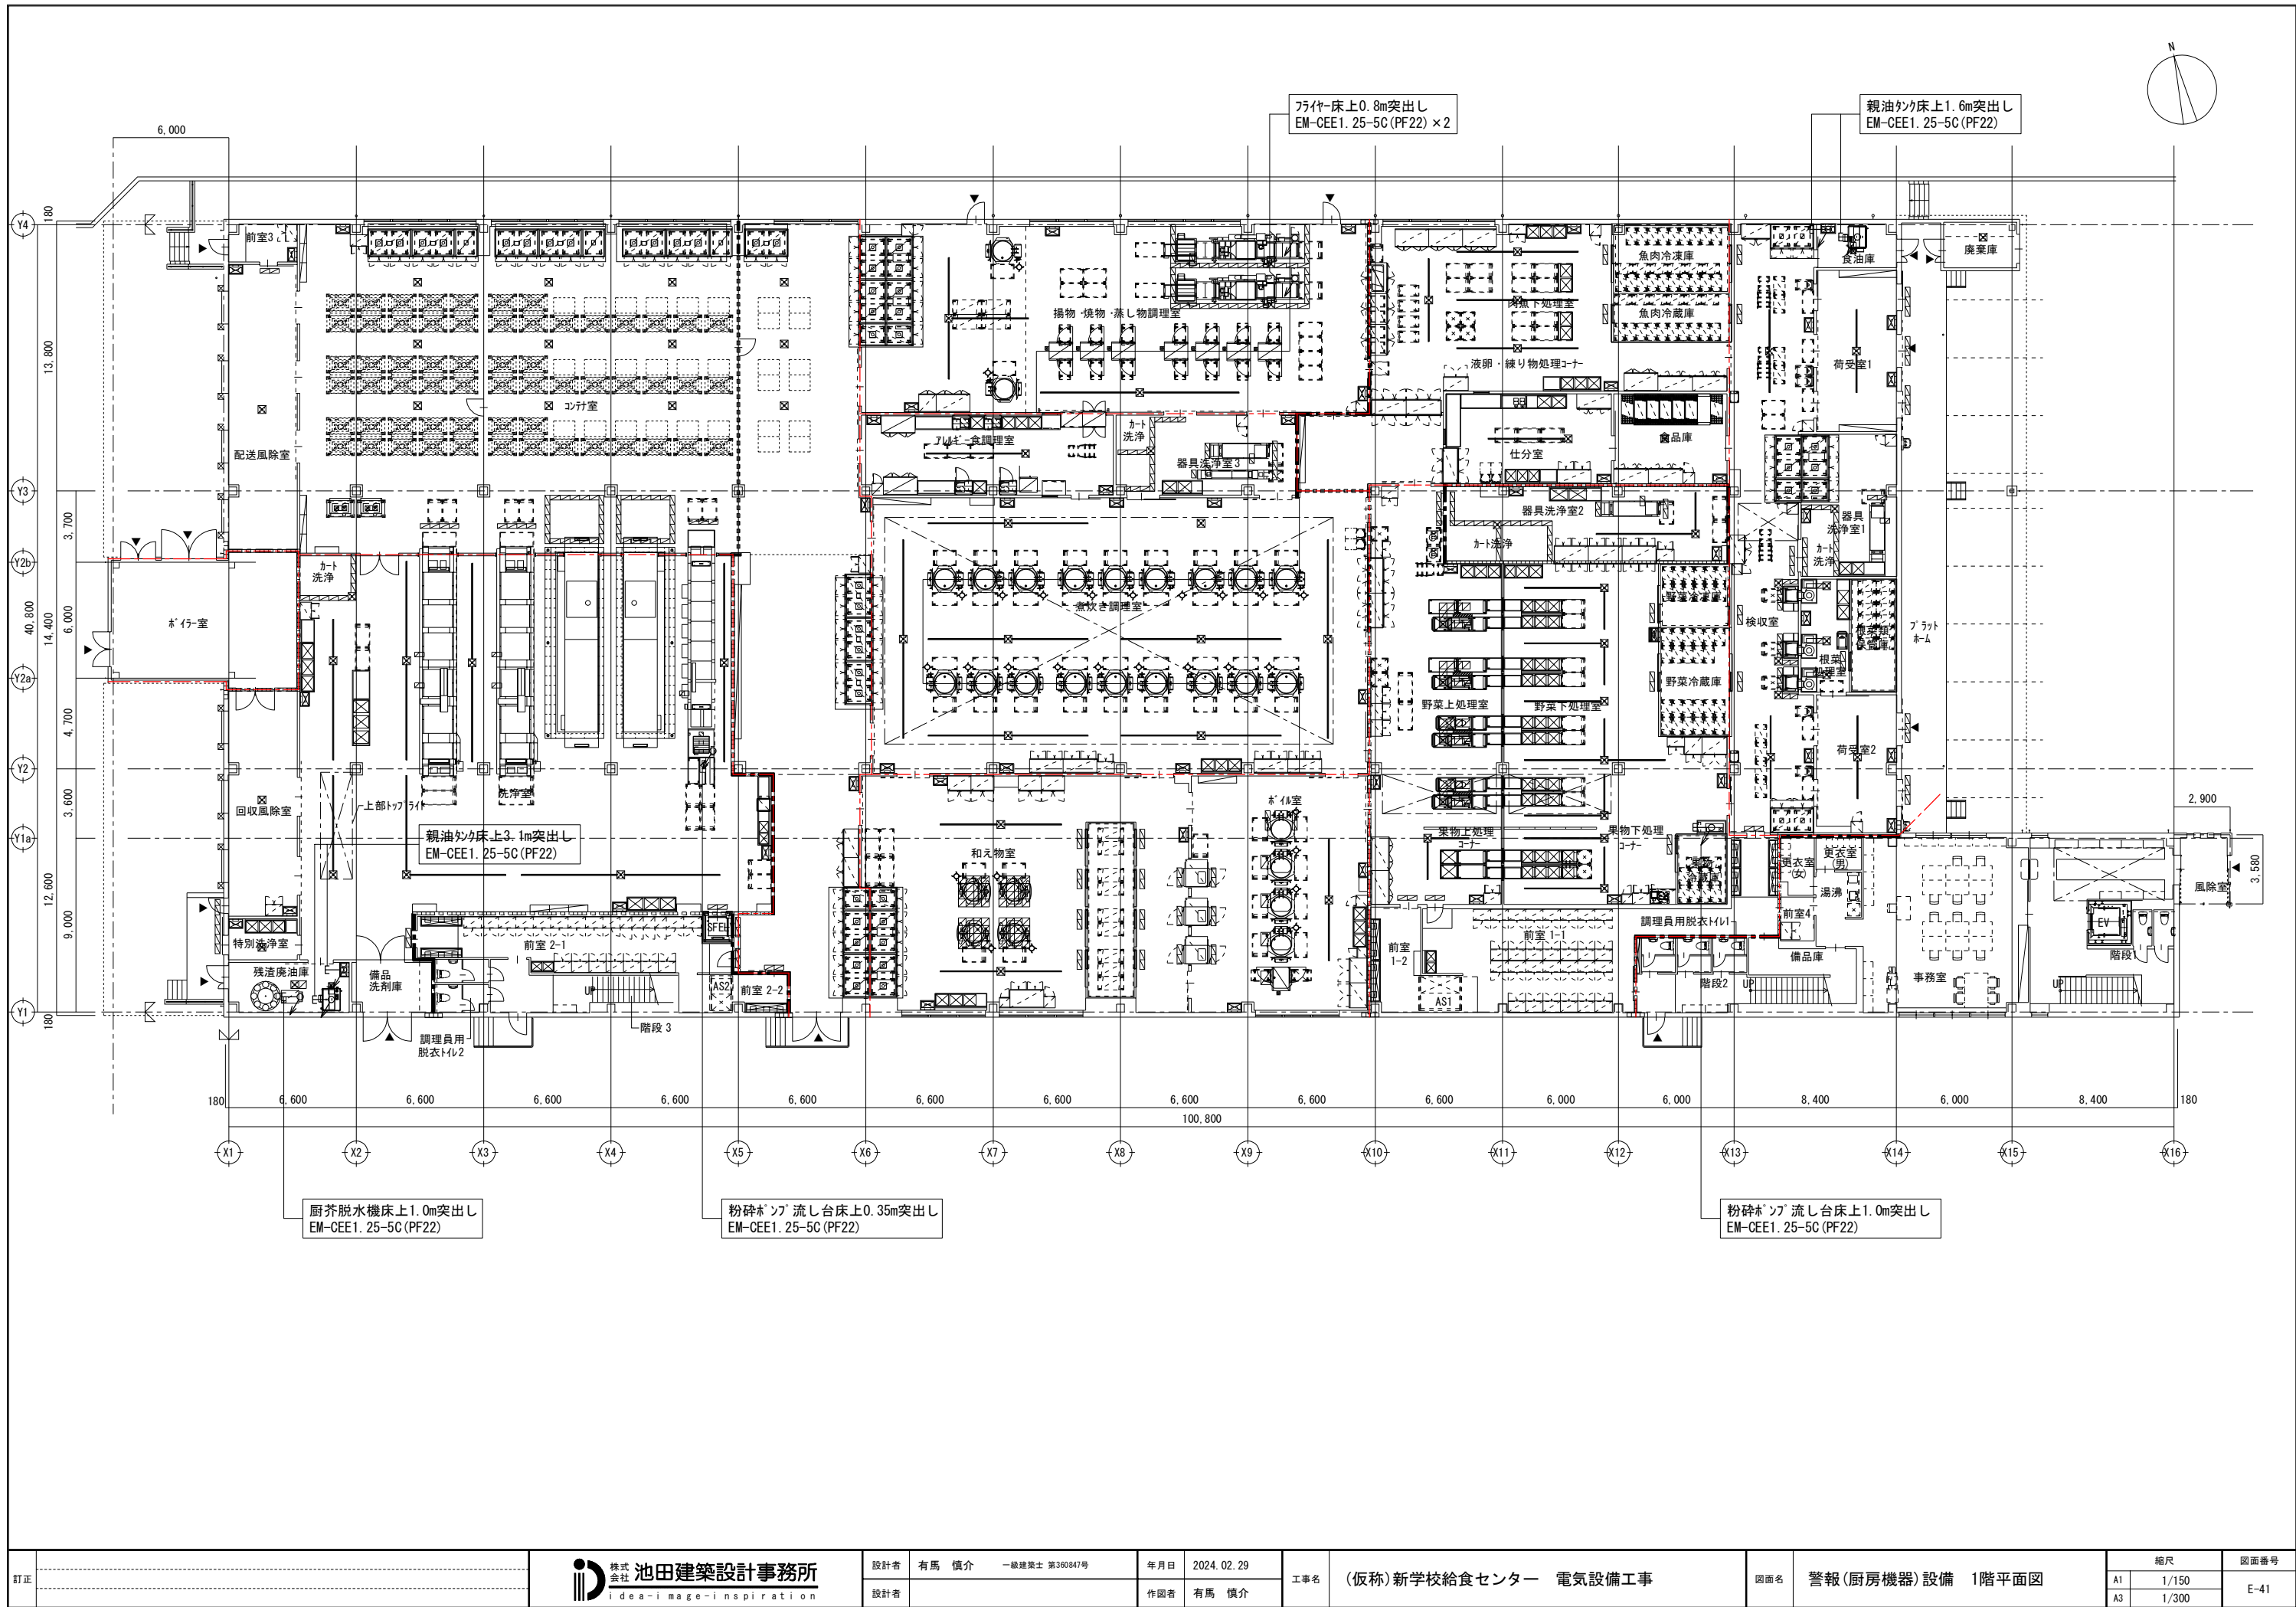 N
フライヤー床上0.8m突出し
EM-CEE1.25-5C(PF22)×2
親油タンク床上1.6m突出し
EM-CEE1.25-5C(PF22)
6,000
Y4
180
前室3
食油庫
廃棄庫
魚肉冷凍庫
肉魚下処理室
魚肉冷蔵庫
揚物・焼物・蒸し物調理室
13,800
液卵・練り物処理コーナー
荷受室1
コンテナ室
カート
洗浄
アレルギー食調理室
食品庫
配送風除室
仕分室
器具洗浄室3
Y3
器具洗浄室2
器具
洗浄室1
3,700
カート洗浄
カート
洗浄
Y2b
カート
洗浄
40,800
14,400
6,000
ボイラー室
煮炊き調理室
野菜冷蔵庫
検収室
プラット
ホーム
根菜類
保管庫
根菜
処理室
Y2a
野菜冷蔵庫
野菜上処理室
野菜下処理室
4,700
荷受室2
Y2
洗浄室
3,600
回収風除室
上部トップライト
ボイル室
2,900
親油タンク床上3.1m突出し
EM-CEE1.25-5C(PF22)
Y1a
果物上処理
コーナー
果物下処理
コーナー
和え物室
冷蔵庫
更衣室
(女)
更衣室
(男)
湯沸
風除室
3,580
12,600
9,000
SFEL
EV
特別洗浄室
前室2-1
前室
1-2
前室1-1
調理員用脱衣トイレ1
前室4
備品庫
階段1
残渣廃油庫
備品
洗剤庫
UP
AS2
前室2-2
AS1
階段2
UP
事務室
UP
Y1
180
階段3
調理員用
脱衣トイレ2
180
6,600
6,600
6,600
6,600
6,600
6,600
6,600
6,600
6,600
6,600
6,000
6,000
8,400
6,000
8,400
180
100,800
X1
X2
X3
X4
X5
X6
X7
X8
X9
X10
X11
X12
X13
X14
X15
X16
厨芥脱水機床上1.0m突出し
EM-CEE1.25-5C(PF22)
粉砕ポンプ流し台床上0.35m突出し
EM-CEE1.25-5C(PF22)
粉砕ポンプ流し台床上1.0m突出し
EM-CEE1.25-5C(PF22)
訂正
株式会社 池田建築設計事務所
idea-image-inspiration
設計者 有馬 慎介 一級建築士 第360847号
設計者
年月日 2024.02.29
作図者 有馬 慎介
工事名 (仮称)新学校給食センター 電気設備工事
図面名 警報(厨房機器)設備 1階平面図
縮尺
A1 1/150
A3 1/300
図面番号
E-41